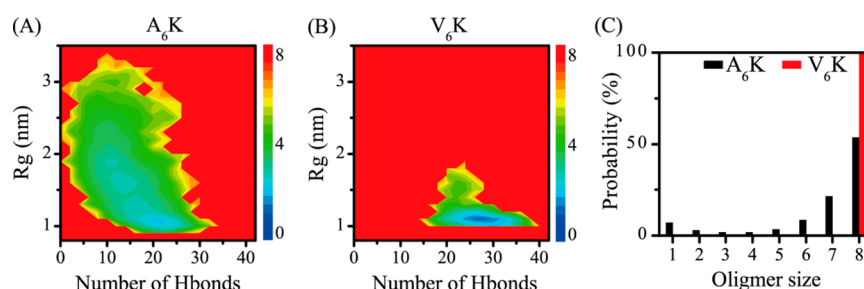 (A) A₆K
Rg (nm)
3
2
1
0 10 20 30 40
Number of Hbonds
8
4
0
(B) V₆K
Rg (nm)
3
2
1
0 10 20 30 40
Number of Hbonds
8
4
0
(C)
A₆K V₆K
Probability (%)
100
50
0
1 2 3 4 5 6 7 8
Oligmer size